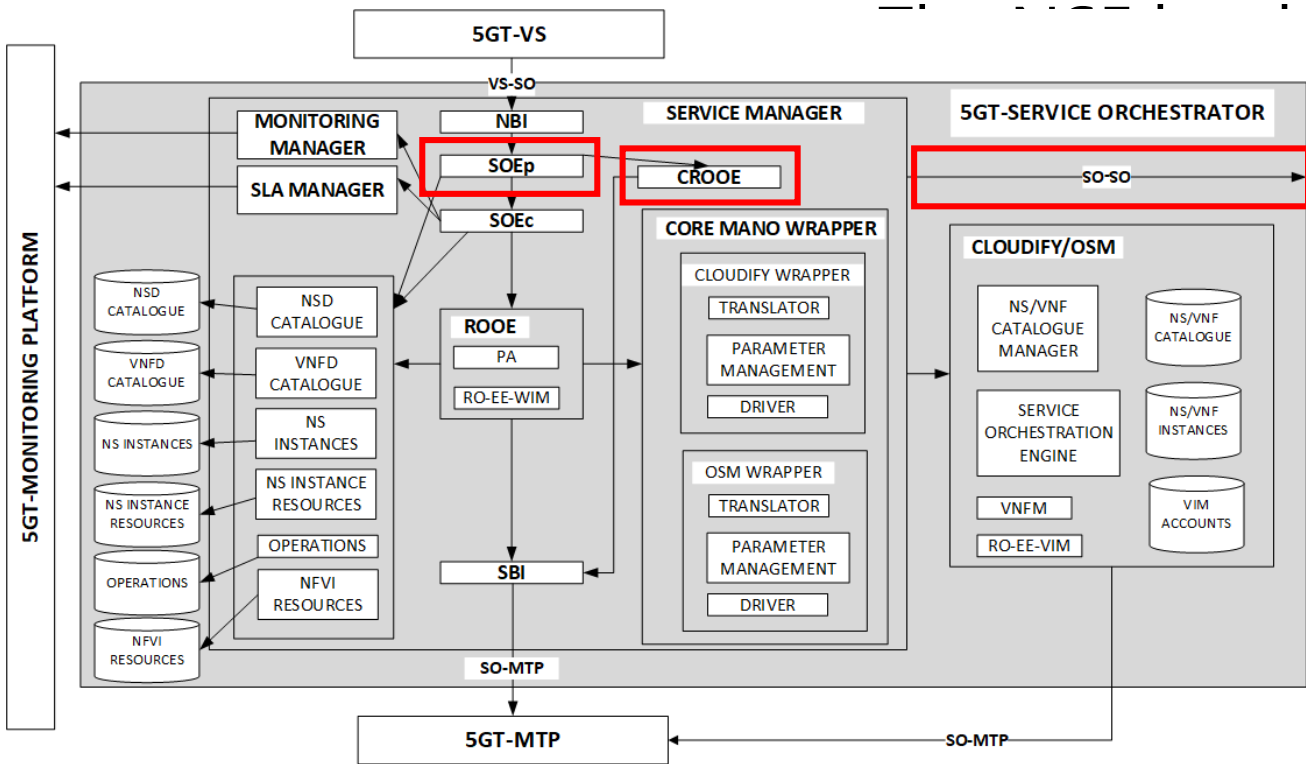 5GT-VS
VS-SO
5GT-MONITORING PLATFORM
MONITORING
MANAGER
SLA MANAGER
NBI
SOEp
SOEc
SERVICE MANAGER
CROOE
5GT-SERVICE ORCHESTRATOR
SO-SO
NSD
CATALOGUE
VNFD
CATALOGUE
NS INSTANCES
NS INSTANCE
RESOURCES
OPERATIONS
NFVI
RESOURCES
NSD
CATALOGUE
VNFD
CATALOGUE
NS
INSTANCES
NS INSTANCE
RESOURCES
OPERATIONS
NFVI
RESOURCES
ROOE
PA
RO-EE-WIM
SBI
CORE MANO WRAPPER
CLOUDIFY WRAPPER
TRANSLATOR
PARAMETER
MANAGEMENT
DRIVER
OSM WRAPPER
TRANSLATOR
PARAMETER
MANAGEMENT
DRIVER
CLOUDIFY/OSM
NS/VNF
CATALOGUE
MANAGER
SERVICE
ORCHESTRATION
ENGINE
VNFM
RO-EE-VIM
NS/VNF
CATALOGUE
NS/VNF
INSTANCES
VIM
ACCOUNTS
SO-MTP
5GT-MTP
SO-MTP